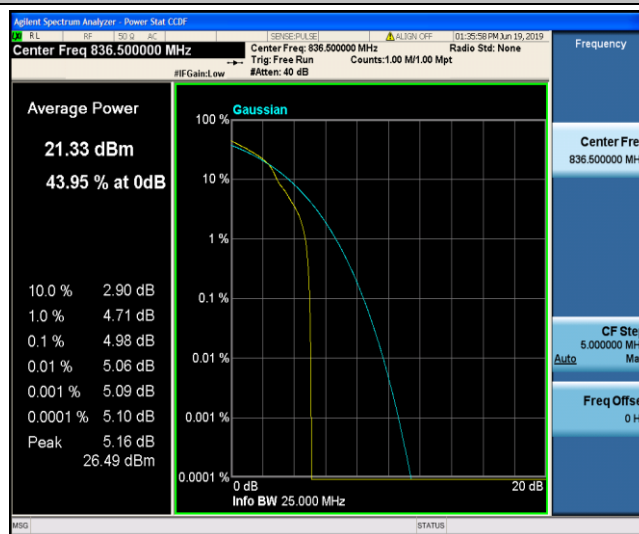 Agilent Spectrum Analyzer - Power Stat CCDF
RL RF 50 Ω AC SENSE:PULSE ALIGN OFF 01:35:58 PM Jun 19, 2019
Center Freq 836.500000 MHz
Center Freq: 836.500000 MHz Radio Std: None
Trig: Free Run Counts:1.00 M/1.00 Mpt
#IFGain:Low #Atten: 40 dB
Frequency
Average Power
21.33 dBm
43.95 % at 0dB
10.0 % 2.90 dB
1.0 % 4.71 dB
0.1 % 4.98 dB
0.01 % 5.06 dB
0.001 % 5.09 dB
0.0001 % 5.10 dB
Peak 5.16 dB
26.49 dBm
Gaussian
100 %
10 %
1 %
0.1 %
0.01 %
0.001 %
0.0001 %
0 dB 20 dB
Info BW 25.000 MHz
Center Fre
836.500000 MH
CF Ste
5.000000 MH
Auto Ma
Freq Offse
0 H
MSG STATUS